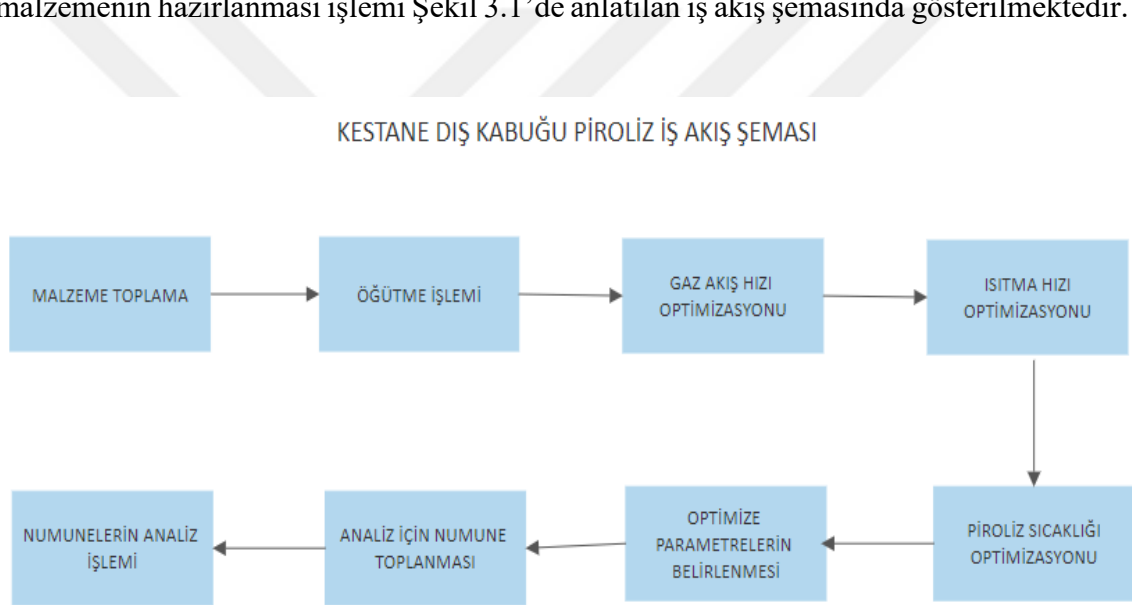 malzemenin hazırlanması işlemi Şekil 3.1’de anlatılan iş akış şemasında gösterilmektedir.
KESTANE DIŞ KABUĞU PİROLİZ İŞ AKIŞ ŞEMASI
MALZEME TOPLAMA
ÖĞÜTME İŞLEMİ
GAZ AKIŞ HIZI
OPTİMİZASYONU
ISITMA HIZI
OPTİMİZASYONU
PİROLİZ SICAKLIĞI
OPTİMİZASYONU
OPTİMİZE
PARAMETRELERİN
BELİRLENMESİ
ANALİZ İÇİN NUMUNE
TOPLANMASI
NUMUNELERİN ANALİZ
İŞLEMİ